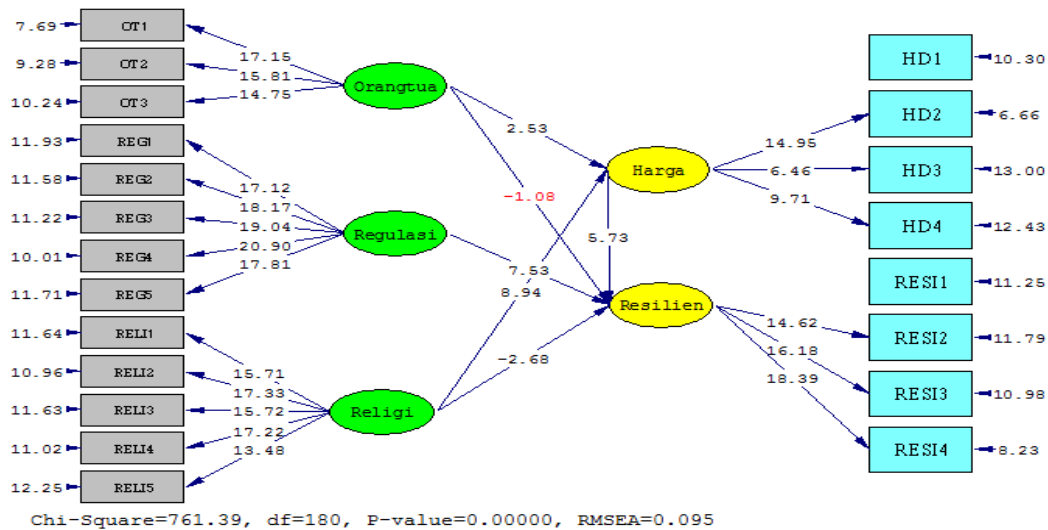 7.69 OT1
9.28 OT2
10.24 OT3
11.93 REG1
11.58 REG2
11.22 REG3
10.01 REG4
11.71 REG5
11.64 RELI1
10.96 RELI2
11.63 RELI3
11.02 RELI4
12.25 RELI5
17.15
15.81
14.75
17.12
18.17
19.04
20.90
17.81
15.71
17.33
15.72
17.22
13.48
Orangtua
Regulasi
Religi
2.53
-1.08
5.73
7.53
8.94
-2.68
Harga
Resilien
14.95
6.46
9.71
14.62
16.18
18.39
HD1 10.30
HD2 6.66
HD3 13.00
HD4 12.43
RESI1 11.25
RESI2 11.79
RESI3 10.98
RESI4 8.23
Chi-Square=761.39, df=180, P-value=0.00000, RMSEA=0.095